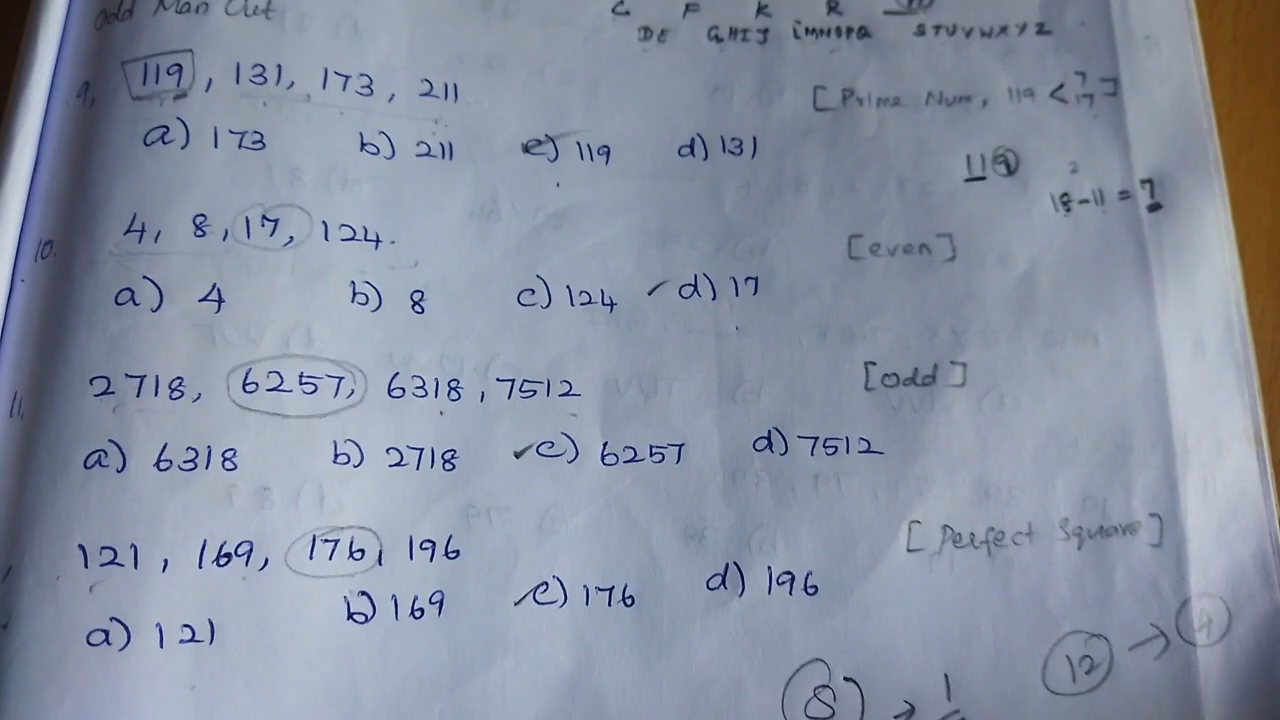 Odd Man Out
C F K R
DE GHIJ LMNOPQ STUVWXYZ
9, 119, 131, 173, 211 [Prime Num, 119 < 7 17]
a) 173 b) 211 c) 119 d) 131
119 18-11 = 7
10. 4, 8, 17, 124. [even]
a) 4 b) 8 c) 124 d) 17
11, 2718, 6257, 6318, 7512 [odd]
a) 6318 b) 2718 c) 6257 d) 7512
121, 169, 176, 196 [Perfect Square]
a) 121 b) 169 c) 176 d) 196
12 → 4
8 → 1